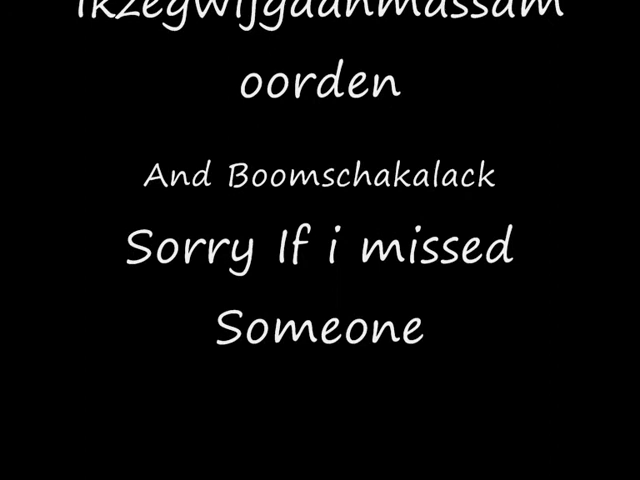 ikzegwijgaanmassam
oorden
And Boomschakalack
Sorry If i missed
Someone